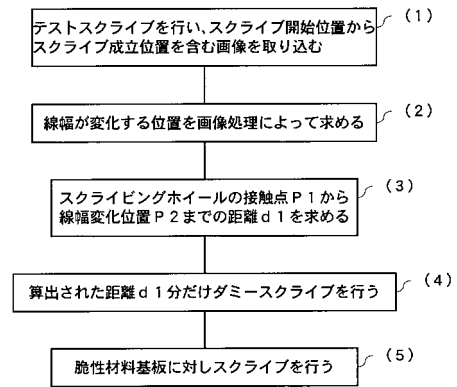 テストスクライブを行い、スクライブ開始位置から
スクライブ成立位置を含む画像を取り込む
(1)
線幅が変化する位置を画像処理によって求める
(2)
スクライビングホイールの接触点P1から
線幅変化位置P2までの距離d1を求める
(3)
算出された距離d1分だけダミースクライブを行う
(4)
脆性材料基板に対しスクライブを行う
(5)